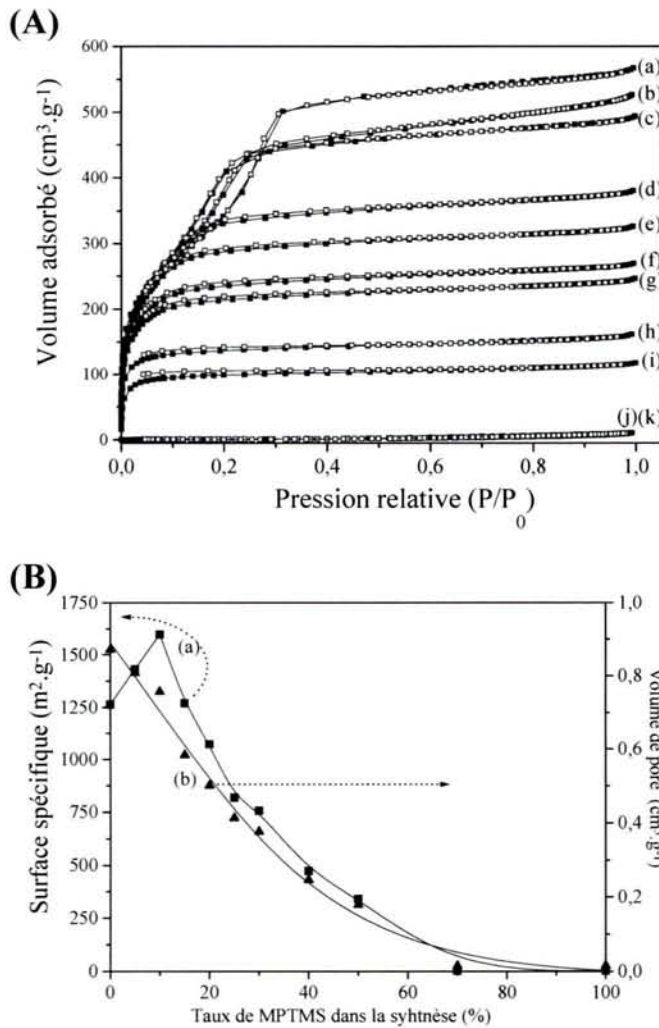 (A)
600
500
400
300
200
100
0
Volume adsorbé (cm³.g⁻¹)
(a)
(b)
(c)
(d)
(e)
(f)
(g)
(h)
(i)
(j)(k)
0,0
0,2
0,4
0,6
0,8
1,0
Pression relative (P/P₀)
(B)
1750
1500
1250
1000
750
500
250
0
Surface spécifique (m².g⁻¹)
(a)
(b)
1,0
0,8
0,6
0,4
0,2
0,0
Volume de pore (cm³.g⁻¹)
0
20
40
60
80
100
Taux de MPTMS dans la syhtnèse (%)